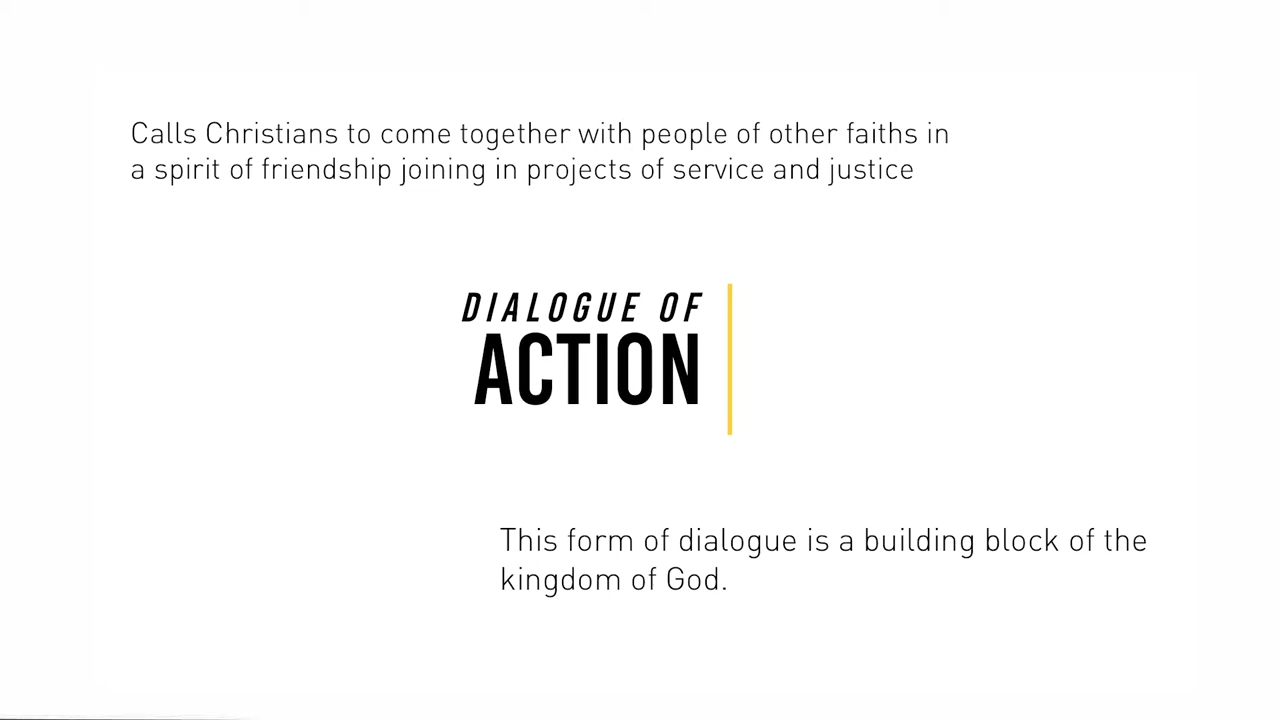 Calls Christians to come together with people of other faiths in
a spirit of friendship joining in projects of service and justice
DIALOGUE OF
ACTION
This form of dialogue is a building block of the
kingdom of God.